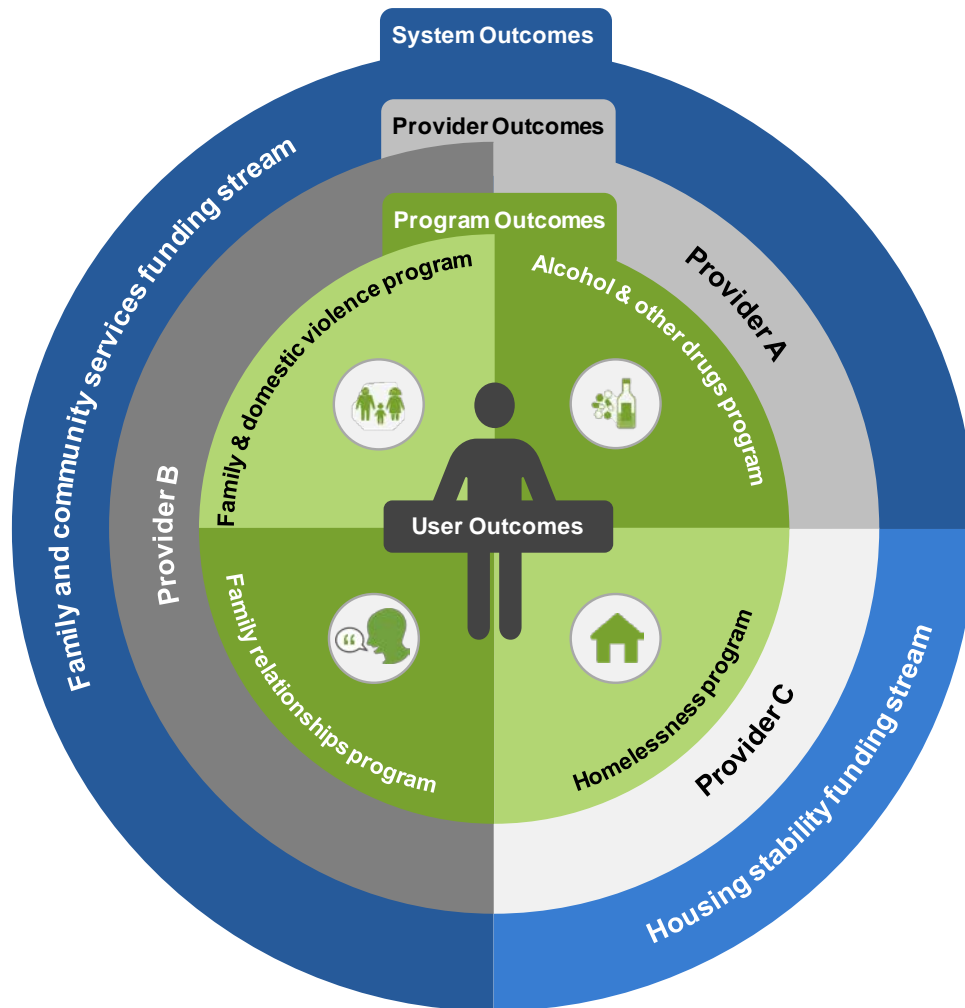 System Outcomes
Provider Outcomes
Program Outcomes
Family and community services funding stream
Provider B
Provider A
Family & domestic violence program
Alcohol & other drugs program
User Outcomes
Family relationships program
Homelessness program
Provider C
Housing stability funding stream